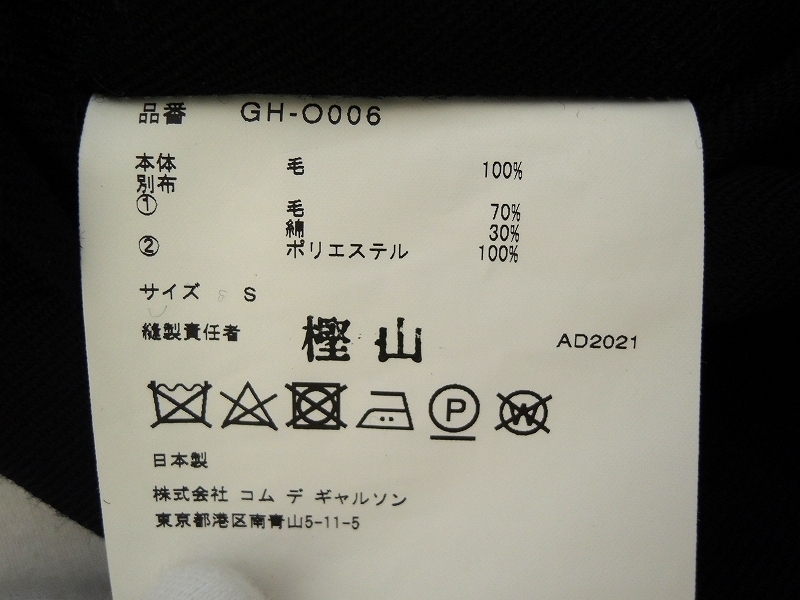 品番 GH-O006
本体 毛 100%
別布
① 毛 70%
綿 30%
② ポリエステル 100%
サイズ S
縫製責任者 樫山 AD2021
P W
日本製
株式会社 コム デ ギャルソン
東京都港区南青山5-11-5